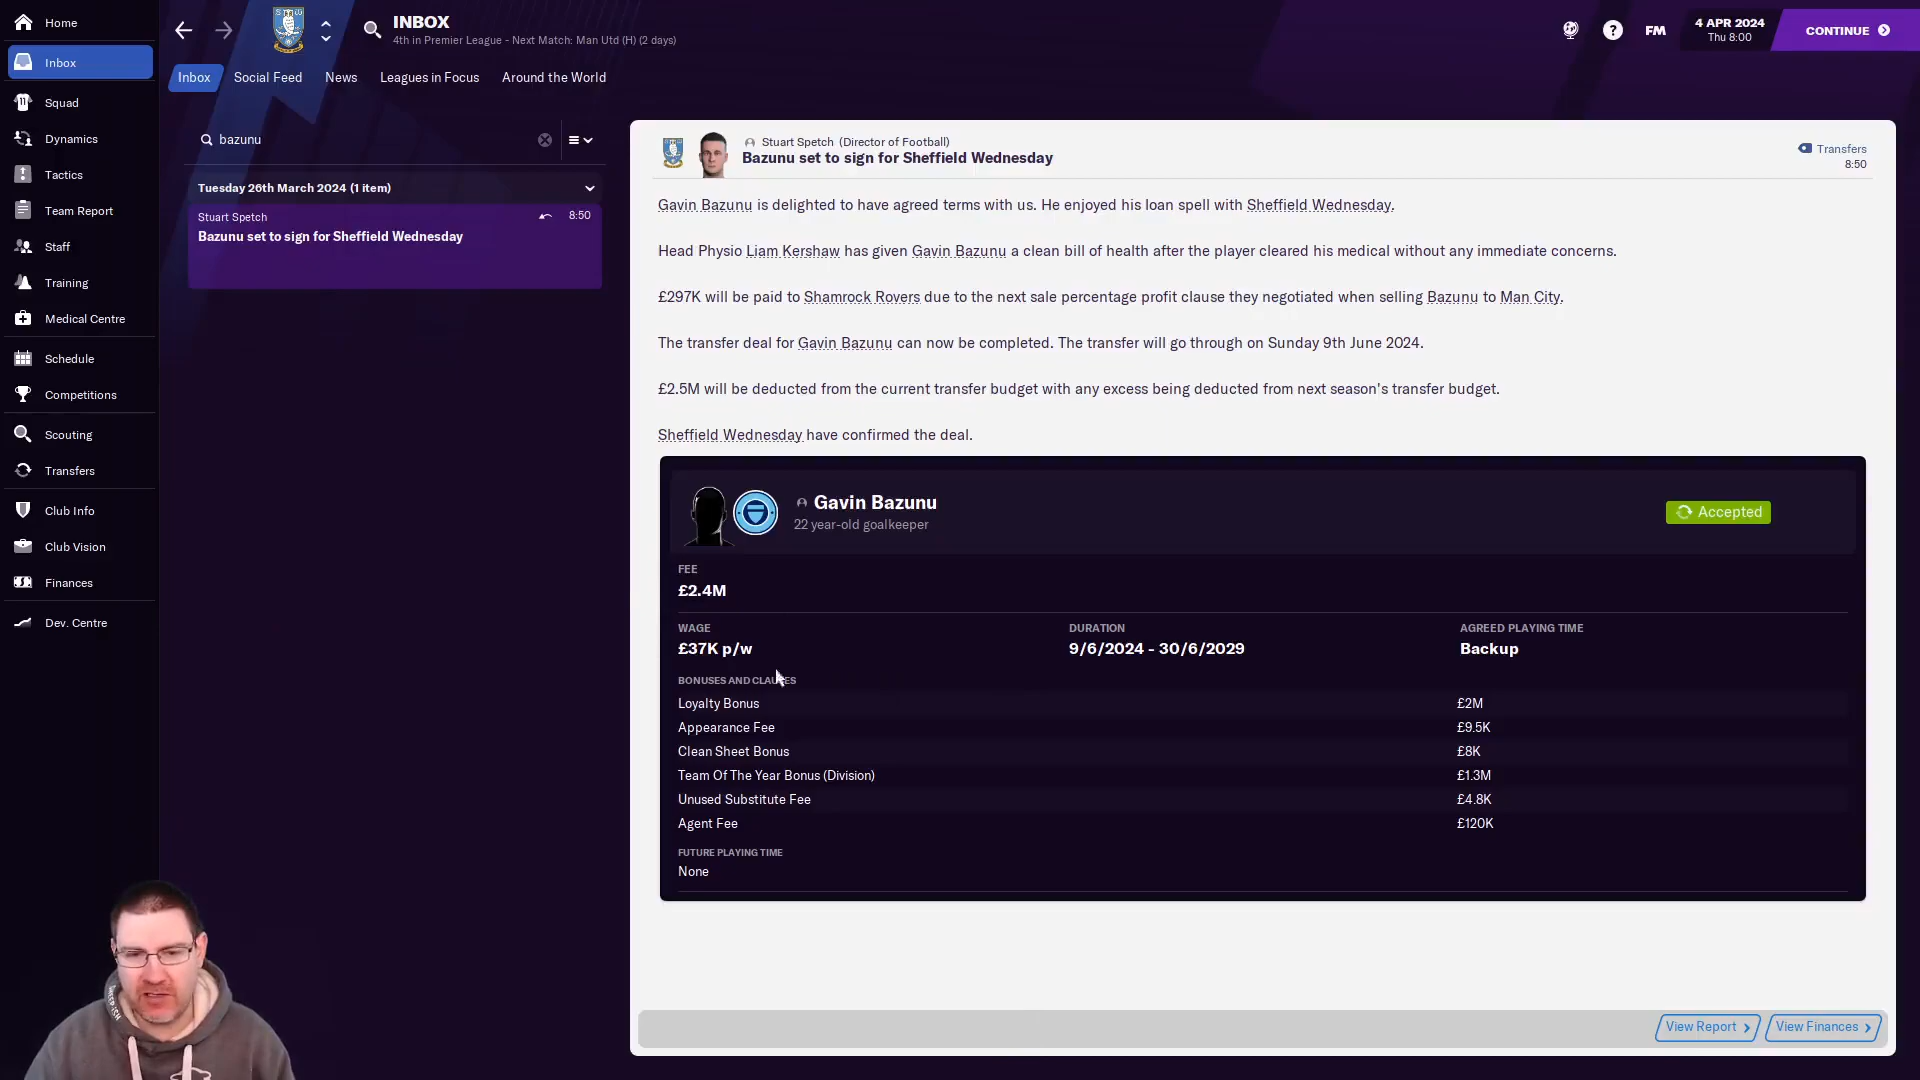 Home
INBOX
4th in Premier League - Next Match: Man Utd (H) (2 days)
FM
4 APR 2024
Thu 8:00
CONTINUE
Inbox
Inbox
Social Feed
News
Leagues in Focus
Around the World
Squad
Dynamics
Tactics
Team Report
Staff
Training
Medical Centre
Schedule
Competitions
Scouting
Transfers
Club Info
Club Vision
Finances
Dev. Centre
bazunu
Tuesday 26th March 2024 (1 item)
Stuart Spetch
8:50
Bazunu set to sign for Sheffield Wednesday
Stuart Spetch (Director of Football)
Bazunu set to sign for Sheffield Wednesday
Transfers
8:50
Gavin Bazunu is delighted to have agreed terms with us. He enjoyed his loan spell with Sheffield Wednesday.
Head Physio Liam Kershaw has given Gavin Bazunu a clean bill of health after the player cleared his medical without any immediate concerns.
£297K will be paid to Shamrock Rovers due to the next sale percentage profit clause they negotiated when selling Bazunu to Man City.
The transfer deal for Gavin Bazunu can now be completed. The transfer will go through on Sunday 9th June 2024.
£2.5M will be deducted from the current transfer budget with any excess being deducted from next season's transfer budget.
Sheffield Wednesday have confirmed the deal.
Gavin Bazunu
22 year-old goalkeeper
Accepted
FEE
£2.4M
WAGE
£37K p/w
DURATION
9/6/2024 - 30/6/2029
AGREED PLAYING TIME
Backup
BONUSES AND CLAUSES
Loyalty Bonus £2M
Appearance Fee £9.5K
Clean Sheet Bonus £8K
Team Of The Year Bonus (Division) £1.3M
Unused Substitute Fee £4.8K
Agent Fee £120K
FUTURE PLAYING TIME
None
View Report
View Finances